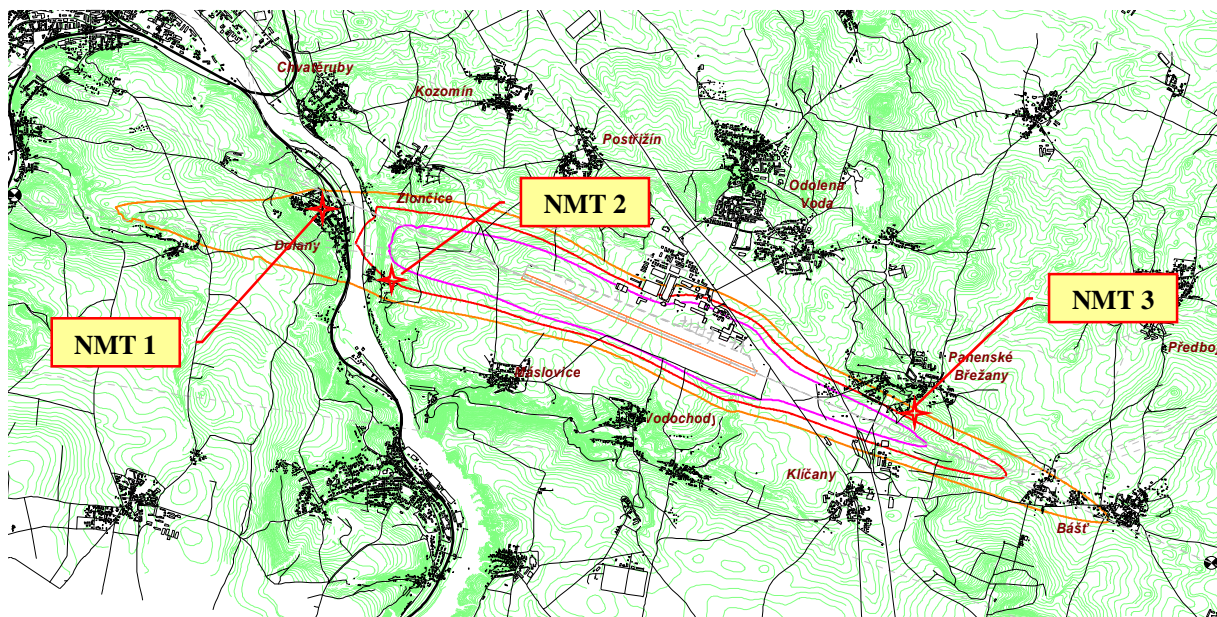 Chvatěruby
Kozomín
Postřižín
Odolena
Voda
Zlončice
NMT 2
Dolany
NMT 1
NMT 3
Panenské
Břežany
Předboj
Máslovice
Vodochody
Klíčany
Bášť